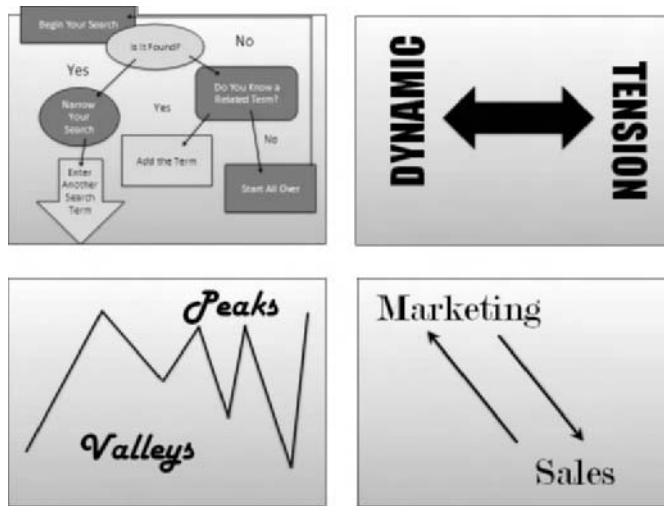 Begin Your Search
Is It Found?
No
Yes
Do You Know a
Related Term?
Narrow
Your
Search
Yes
No
Add the Term
Enter
Another
Search
Term
Start All Over
DYNAMIC
TENSION
Peaks
Valleys
Marketing
Sales